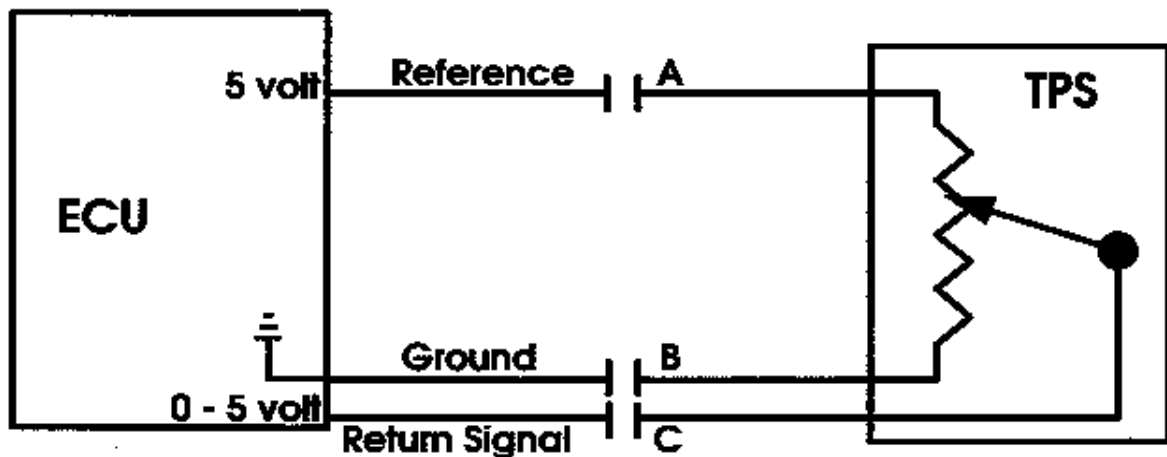 Reference A
5 volt
TPS
ECU
Ground B
0 - 5 volt
Return Signal C